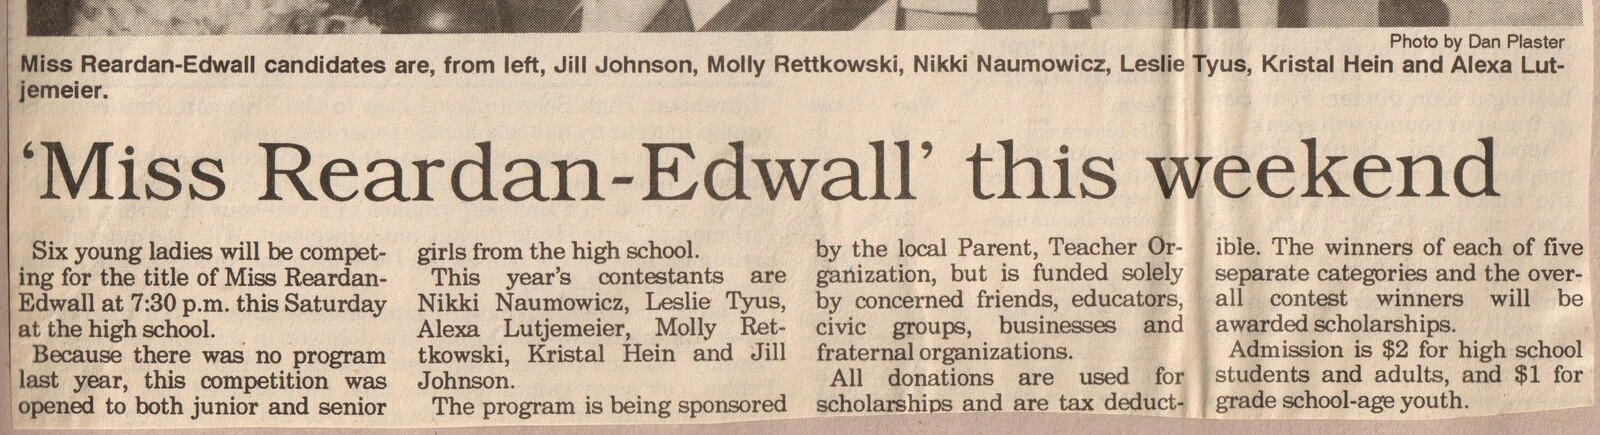 Photo by Dan Plaster
Miss Reardan-Edwall candidates are, from left, Jill Johnson, Molly Rettkowski, Nikki Naumowicz, Leslie Tyus, Kristal Hein and Alexa Lut-
jemeier.
‘Miss Reardan-Edwall’ this weekend
Six young ladies will be compet-
ing for the title of Miss Reardan-
Edwall at 7:30 p.m. this Saturday
at the high school.
Because there was no program
last year, this competition was
opened to both junior and senior
girls from the high school.
This year's contestants are
Nikki Naumowicz, Leslie Tyus,
Alexa Lutjemeier, Molly Ret-
tkowski, Kristal Hein and Jill
Johnson.
The program is being sponsored
by the local Parent, Teacher Or-
ganization, but is funded solely
by concerned friends, educators,
civic groups, businesses and
fraternal organizations.
All donations are used for
scholarships and are tax deduct-
ible. The winners of each of five
separate categories and the over-
all contest winners will be
awarded scholarships.
Admission is $2 for high school
students and adults, and $1 for
grade school-age youth.